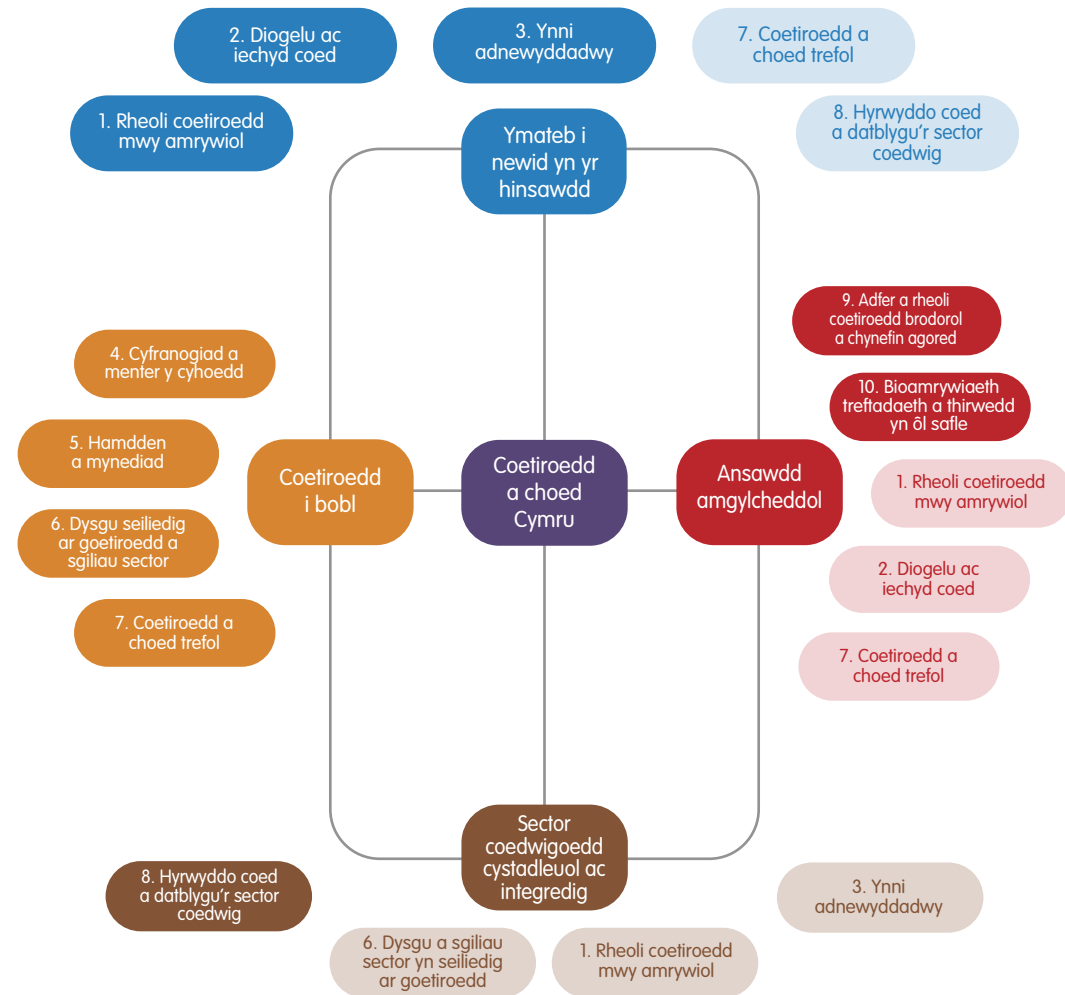 2. Diogelu ac
iechyd coed
3. Ynni
adnewyddadwy
7. Coetiroedd a
choed trefol
1. Rheoli coetiroedd
mwy amrywiol
8. Hyrwyddo coed
a datblygu'r sector
coedwig
Ymateb i
newid yn yr
hinsawdd
9. Adfer a rheoli
coetiroedd brodorol
a chynefin agored
4. Cyfranogiad a
menter y cyhoedd
10. Bioamrywiaeth
treftadaeth a thirwedd
yn ôl safle
5. Hamdden
a mynediad
Coetiroedd
i bobl
Coetiroedd
a choed
Cymru
Ansawdd
amgylcheddol
1. Rheoli coetiroedd
mwy amrywiol
6. Dysgu seiliedig
ar goetiroedd a
sgiliau sector
2. Diogelu ac
iechyd coed
7. Coetiroedd a
choed trefol
7. Coetiroedd a
choed trefol
Sector
coedwigoedd
cystadleuol ac
integredig
8. Hyrwyddo coed
a datblygu'r sector
coedwig
3. Ynni
adnewyddadwy
6. Dysgu a sgiliau
sector yn seiliedig
ar goetiroedd
1. Rheoli coetiroedd
mwy amrywiol